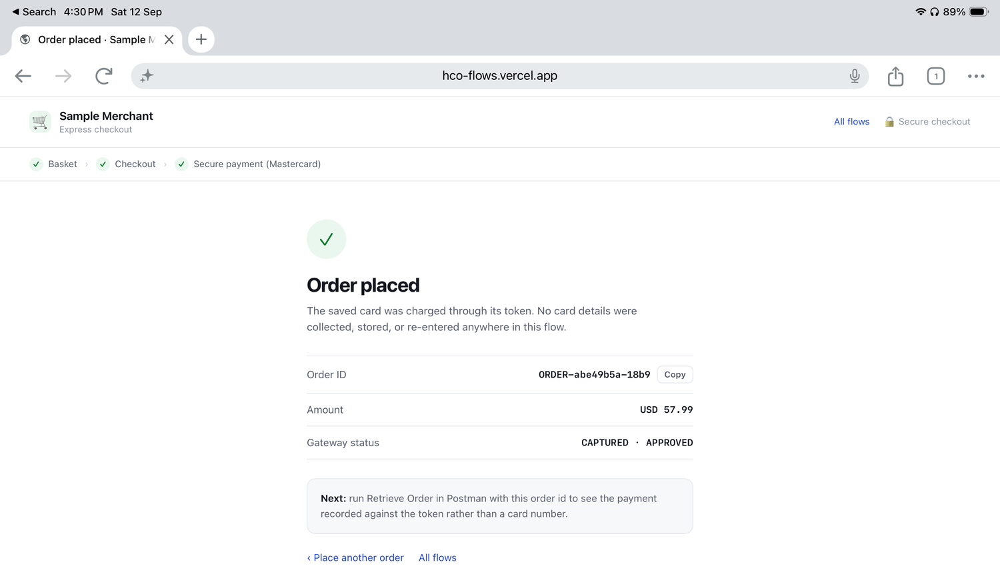 Search 4:30 PM Sat 12 Sep 89%
Order placed · Sample
hco-flows.vercel.app
1
Sample Merchant
Express checkout
All flows
Secure checkout
Basket › Checkout › Secure payment (Mastercard)
Order placed
The saved card was charged through its token. No card details were
collected, stored, or re-entered anywhere in this flow.
Order ID ORDER-abe49b5a-18b9 Copy
Amount USD 57.99
Gateway status CAPTURED · APPROVED
Next: run Retrieve Order in Postman with this order id to see the payment
recorded against the token rather than a card number.
‹ Place another order All flows